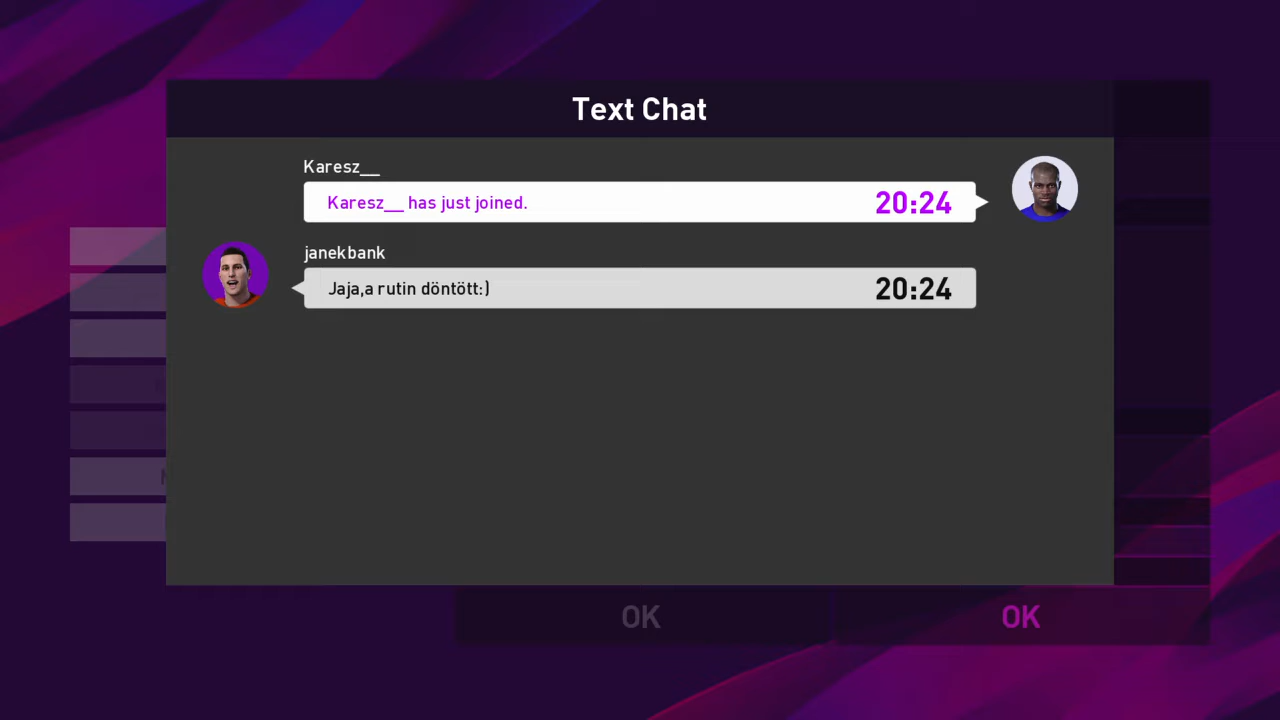 Text Chat
Karesz__
Karesz__ has just joined. 20:24
janekbank
Jaja,a rutin döntött:) 20:24
OK OK